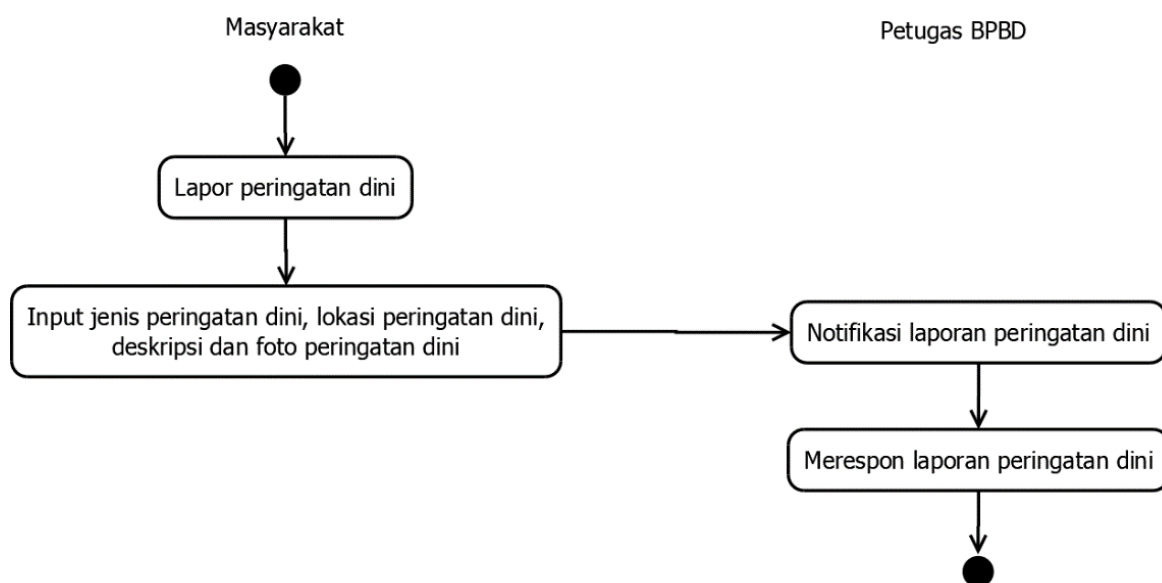 Masyarakat
Petugas BPBD
Lapor peringatan dini
Input jenis peringatan dini, lokasi peringatan dini,
deskripsi dan foto peringatan dini
Notifikasi laporan peringatan dini
Merespon laporan peringatan dini